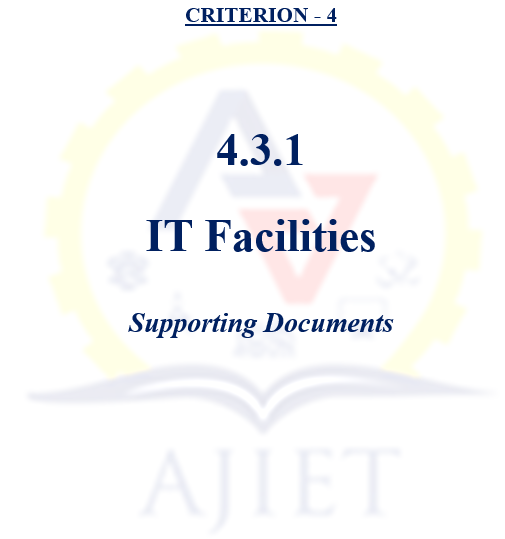 CRITERION - 4
4.3.1
IT Facilities
Supporting Documents
AJIET